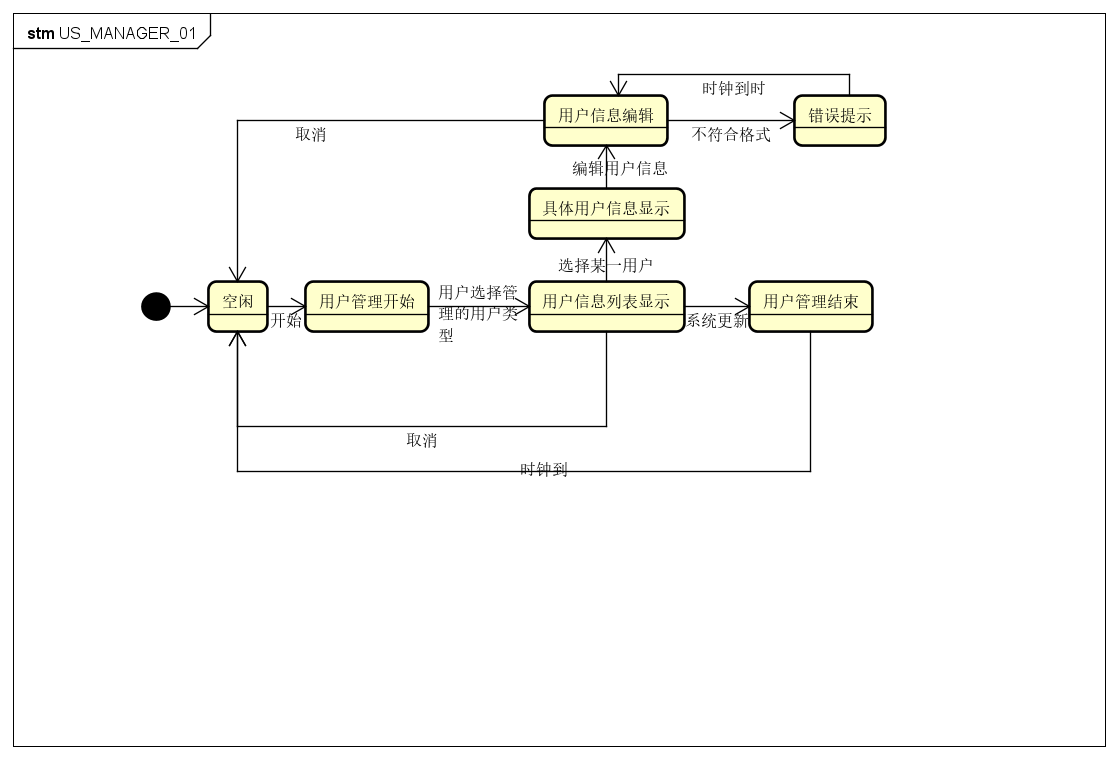 stm US_MANAGER_01
时钟到时
用户信息编辑
错误提示
取消
不符合格式
编辑用户信息
具体用户信息显示
选择某一用户
空闲
开始
用户管理开始
用户选择管
理的用户类
型
用户信息列表显示
系统更新
用户管理结束
取消
时钟到